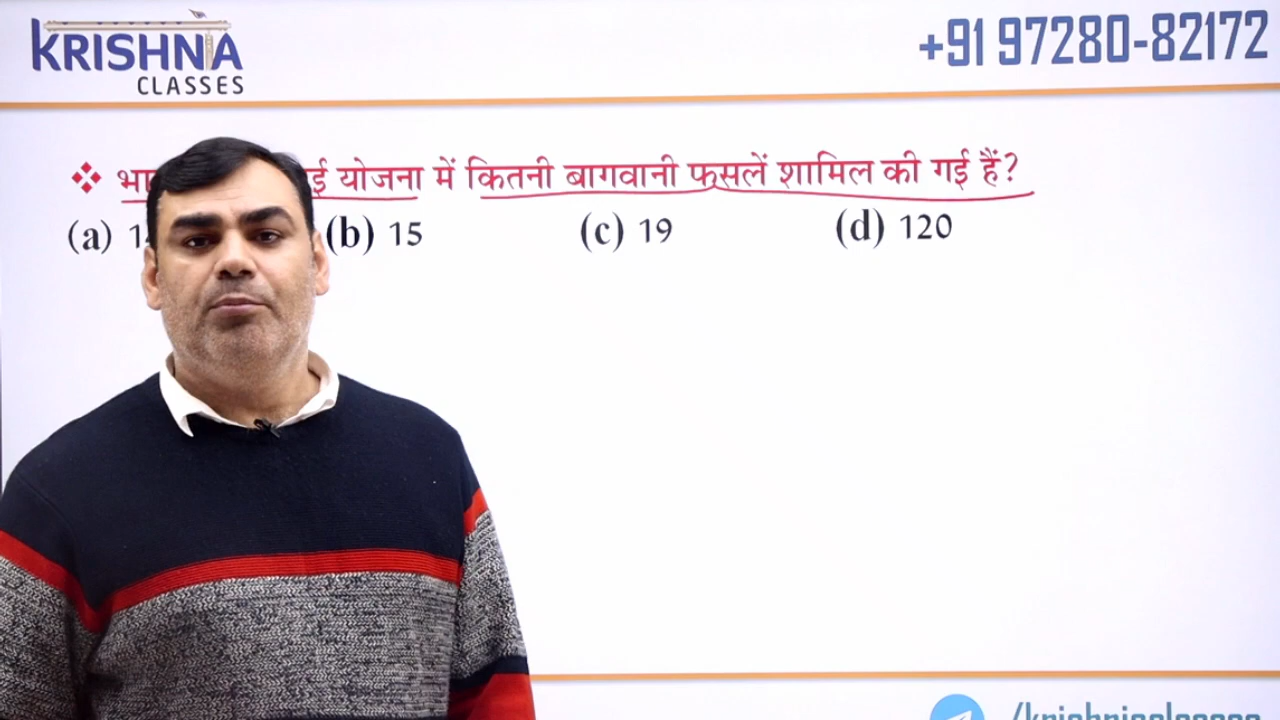 KRISHNA
CLASSES
+91 97280-82172
योजना में कितनी बागवानी फसलें शामिल की गई हैं?
(a) (b) 15 (c) 19 (d) 120